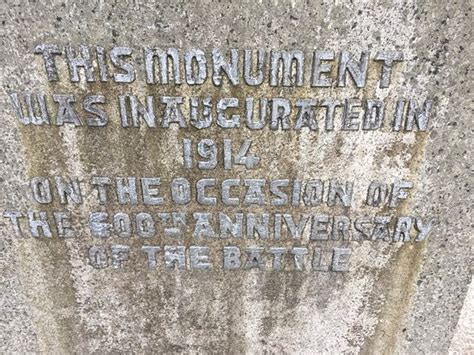 THIS MONUMENT
WAS INAUGURATED IN
1914
ON THE OCCASION OF
THE 600TH ANNIVERSARY
OF THE BATTLE